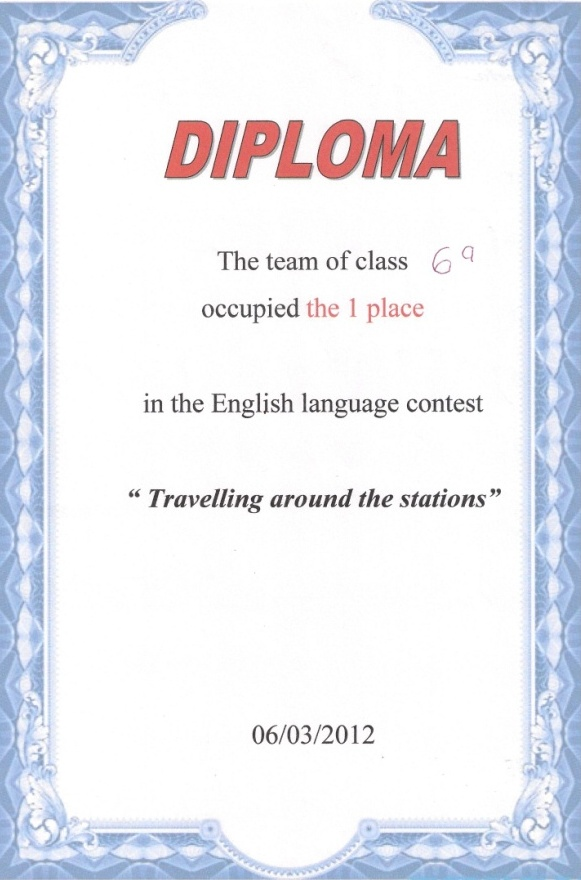 DIPLOMA
The team of class 6a
occupied the 1 place
in the English language contest
“ Travelling around the stations”
06/03/2012